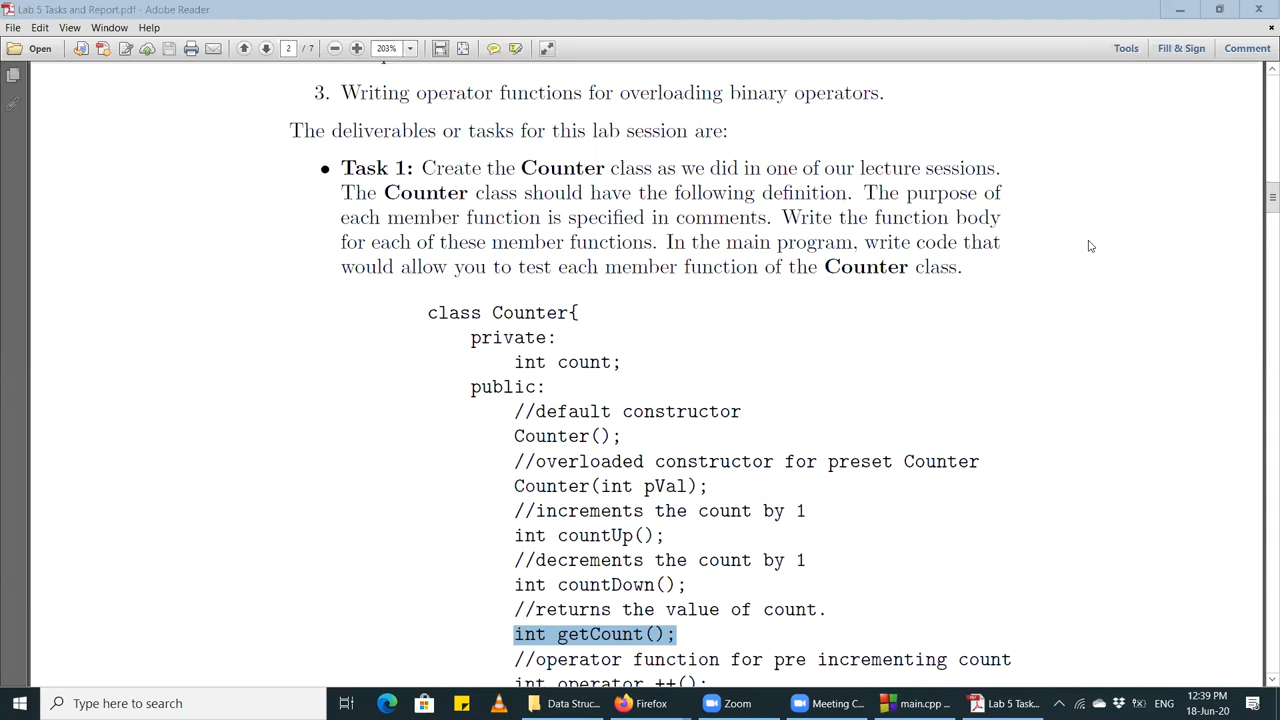 Lab 5 Tasks and Report.pdf - Adobe Reader
File Edit View Window Help
Open 2 / 7 203% Tools Fill & Sign Comment
3. Writing operator functions for overloading binary operators.
The deliverables or tasks for this lab session are:
• Task 1: Create the Counter class as we did in one of our lecture sessions.
The Counter class should have the following definition. The purpose of
each member function is specified in comments. Write the function body
for each of these member functions. In the main program, write code that
would allow you to test each member function of the Counter class.
class Counter{
private:
int count;
public:
//default constructor
Counter();
//overloaded constructor for preset Counter
Counter(int pVal);
//increments the count by 1
int countUp();
//decrements the count by 1
int countDown();
//returns the value of count.
int getCount();
//operator function for pre incrementing count
int operator ++();
Type here to search Data Struc... Firefox Zoom Meeting C... main.cpp ... Lab 5 Task... ENG 12:39 PM
18-Jun-20